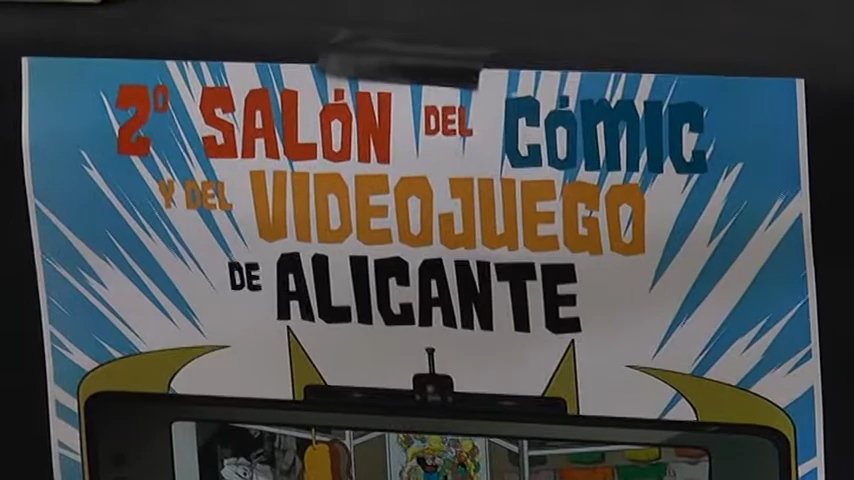 2º SALÓN DEL CÓMIC
Y DEL VIDEOJUEGO
DE ALICANTE